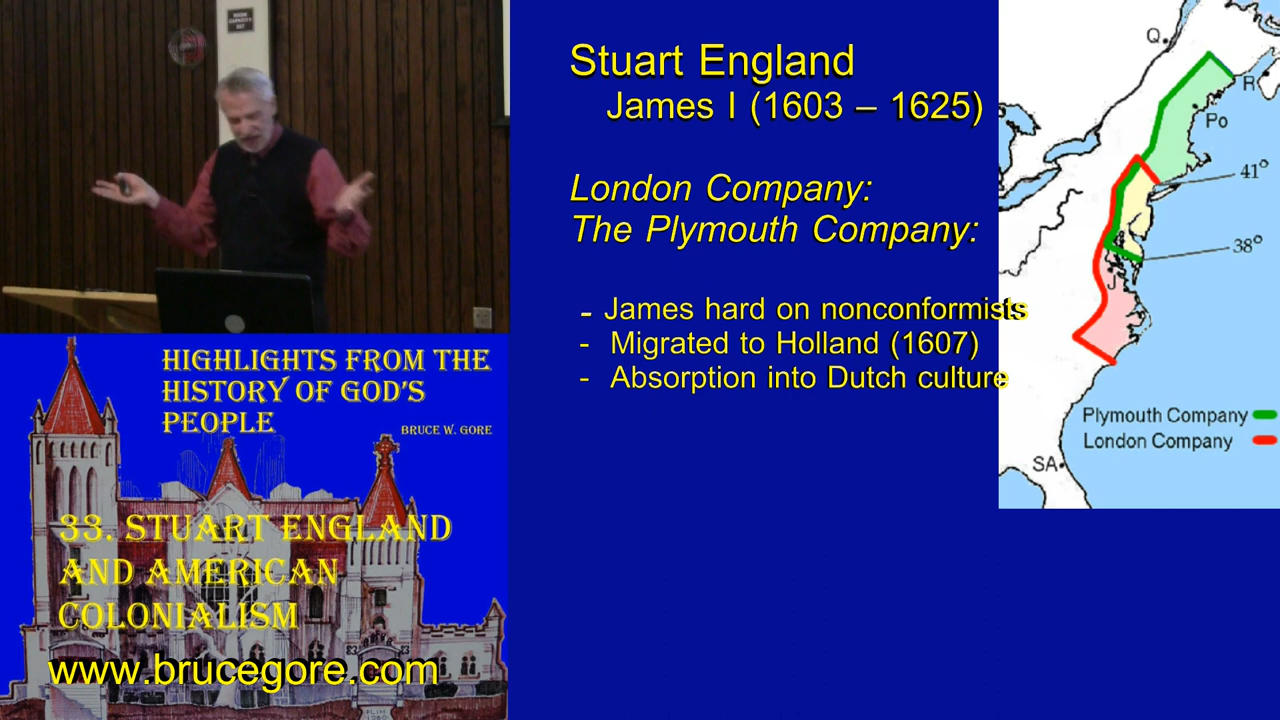 Stuart England
James I (1603 – 1625)
London Company:
The Plymouth Company:
- James hard on nonconformists
- Migrated to Holland (1607)
- Absorption into Dutch culture
Q
R
Po
41°
38°
J
Plymouth Company
London Company
SA
HIGHLIGHTS FROM THE
HISTORY OF GOD'S
PEOPLE
BRUCE W. GORE
33. STUART ENGLAND
AND AMERICAN
COLONIALISM
www.brucegore.com